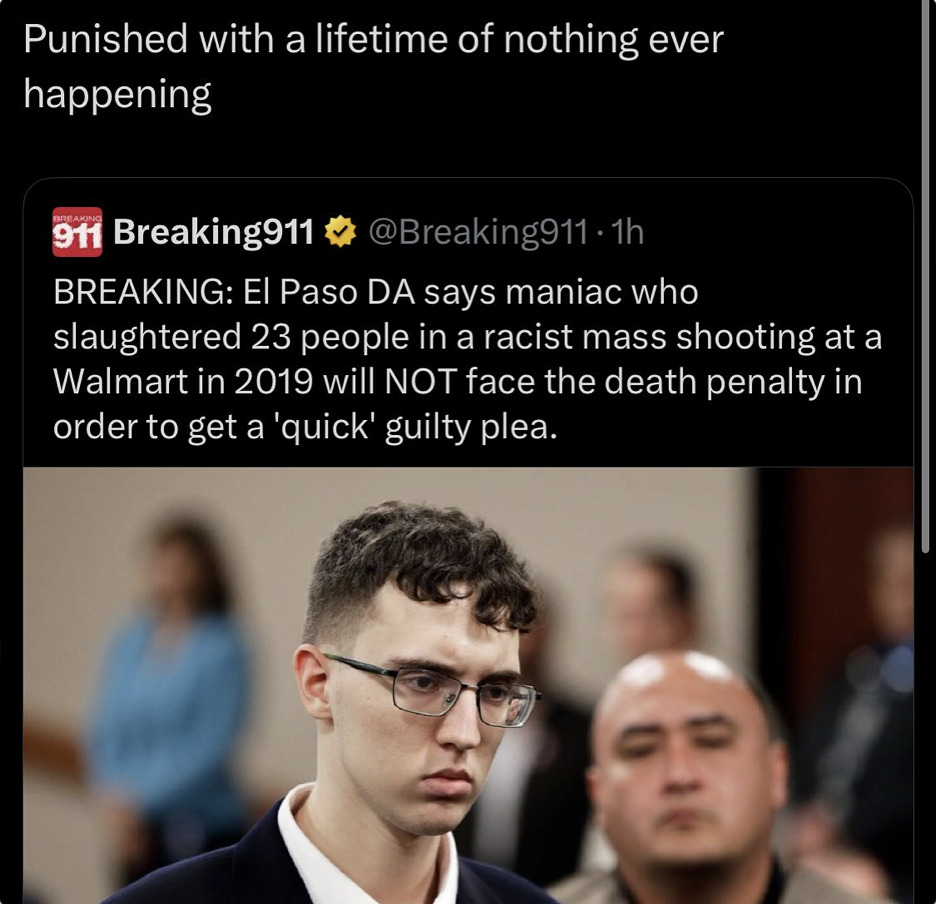 Punished with a lifetime of nothing ever
happening
BREAKING
911
Breaking911 @Breaking911 · 1h
BREAKING: El Paso DA says maniac who
slaughtered 23 people in a racist mass shooting at a
Walmart in 2019 will NOT face the death penalty in
order to get a 'quick' guilty plea.